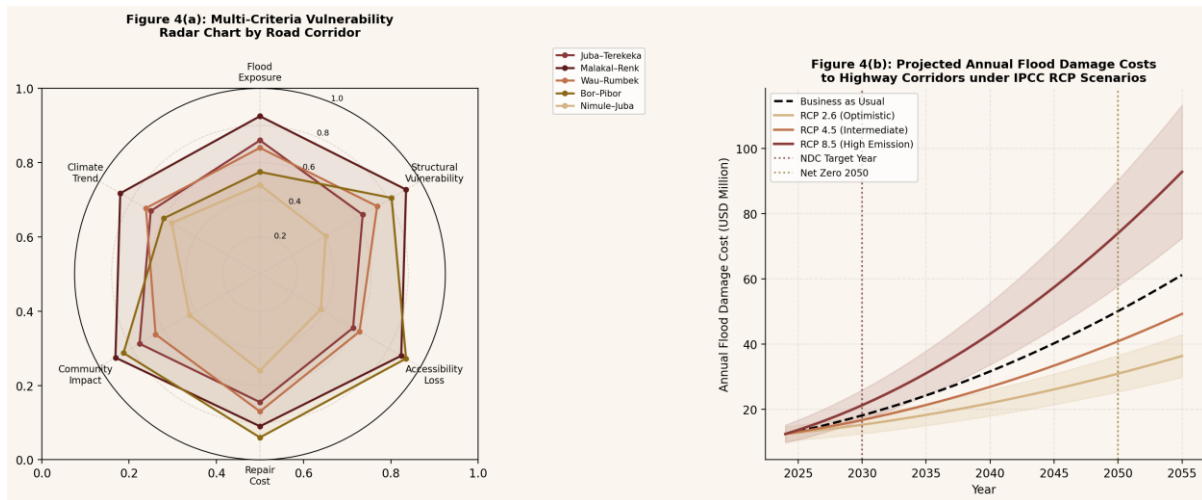 Figure 4(a): Multi-Criteria Vulnerability
Radar Chart by Road Corridor
Flood
Exposure
Structural
Vulnerability
Accessibility
Loss
Repair
Cost
Community
Impact
Climate
Trend
1.0
0.8
0.6
0.4
0.2
1.0
0.8
0.6
0.4
0.2
0.0
0.0
0.2
0.4
0.6
0.8
1.0
Juba–Terekeka
Malakal–Renk
Wau–Rumbek
Bor–Pibor
Nimule–Juba
Figure 4(b): Projected Annual Flood Damage Costs
to Highway Corridors under IPCC RCP Scenarios
Business as Usual
RCP 2.6 (Optimistic)
RCP 4.5 (Intermediate)
RCP 8.5 (High Emission)
NDC Target Year
Net Zero 2050
Annual Flood Damage Cost (USD Million)
100
80
60
40
20
2025
2030
2035
2040
2045
2050
2055
Year